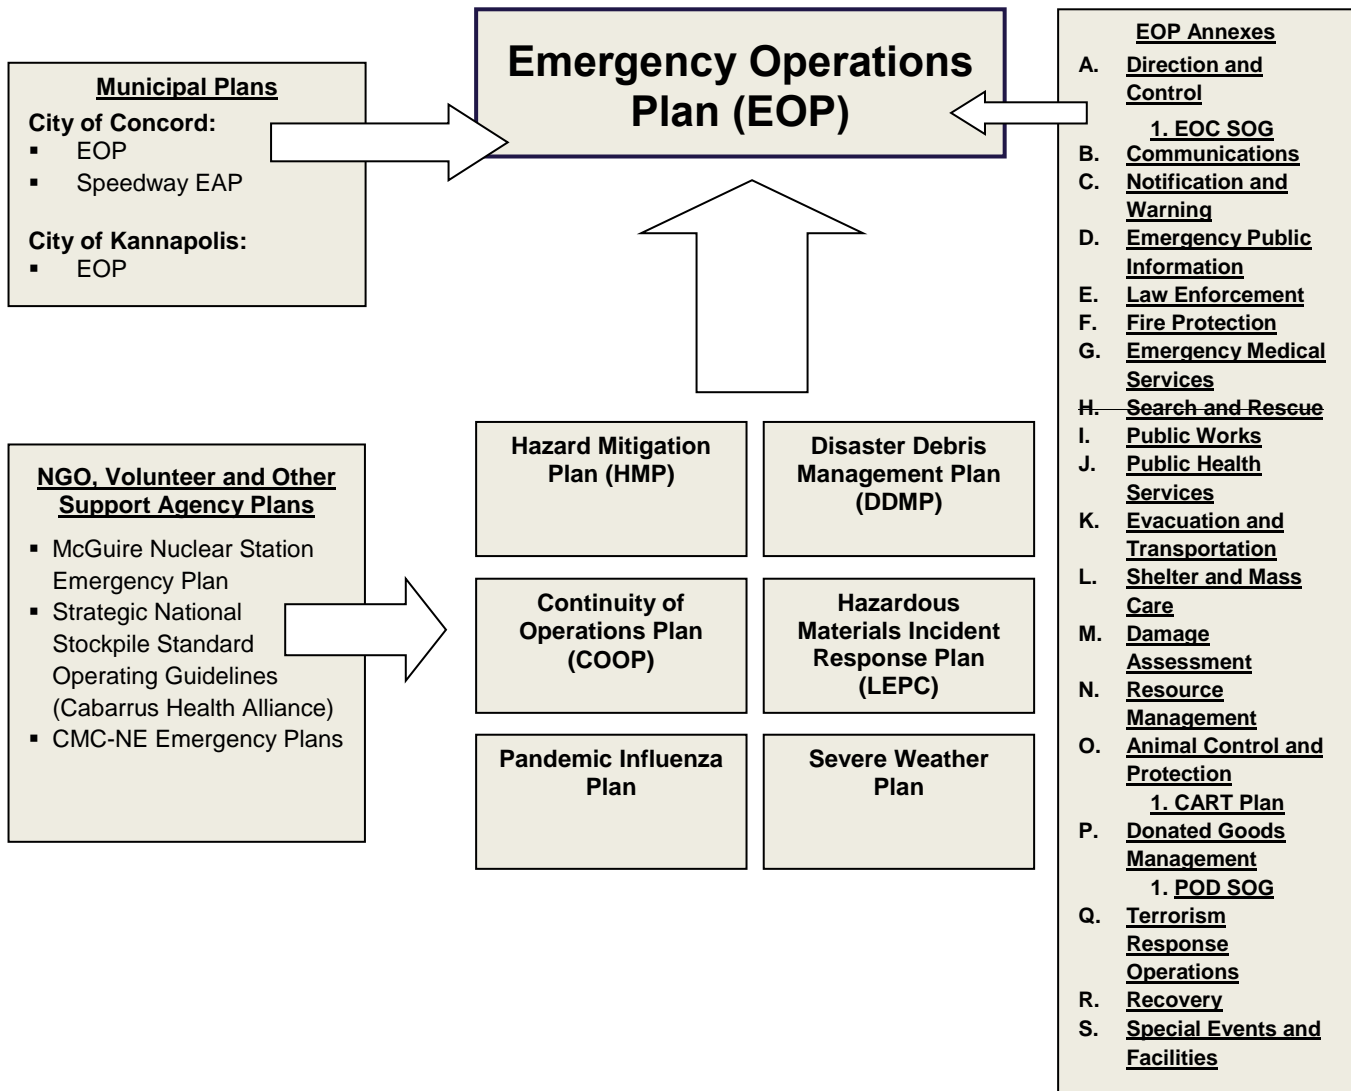 Emergency Operations
Plan (EOP)
Municipal Plans
City of Concord:
▪ EOP
▪ Speedway EAP
City of Kannapolis:
▪ EOP
NGO, Volunteer and Other
Support Agency Plans
▪ McGuire Nuclear Station
Emergency Plan
▪ Strategic National
Stockpile Standard
Operating Guidelines
(Cabarrus Health Alliance)
▪ CMC-NE Emergency Plans
Hazard Mitigation
Plan (HMP)
Disaster Debris
Management Plan
(DDMP)
Continuity of
Operations Plan
(COOP)
Hazardous
Materials Incident
Response Plan
(LEPC)
Pandemic Influenza
Plan
Severe Weather
Plan
EOP Annexes
A. Direction and
Control
1. EOC SOG
B. Communications
C. Notification and
Warning
D. Emergency Public
Information
E. Law Enforcement
F. Fire Protection
G. Emergency Medical
Services
H. Search and Rescue
I. Public Works
J. Public Health
Services
K. Evacuation and
Transportation
L. Shelter and Mass
Care
M. Damage
Assessment
N. Resource
Management
O. Animal Control and
Protection
1. CART Plan
P. Donated Goods
Management
1. POD SOG
Q. Terrorism
Response
Operations
R. Recovery
S. Special Events and
Facilities